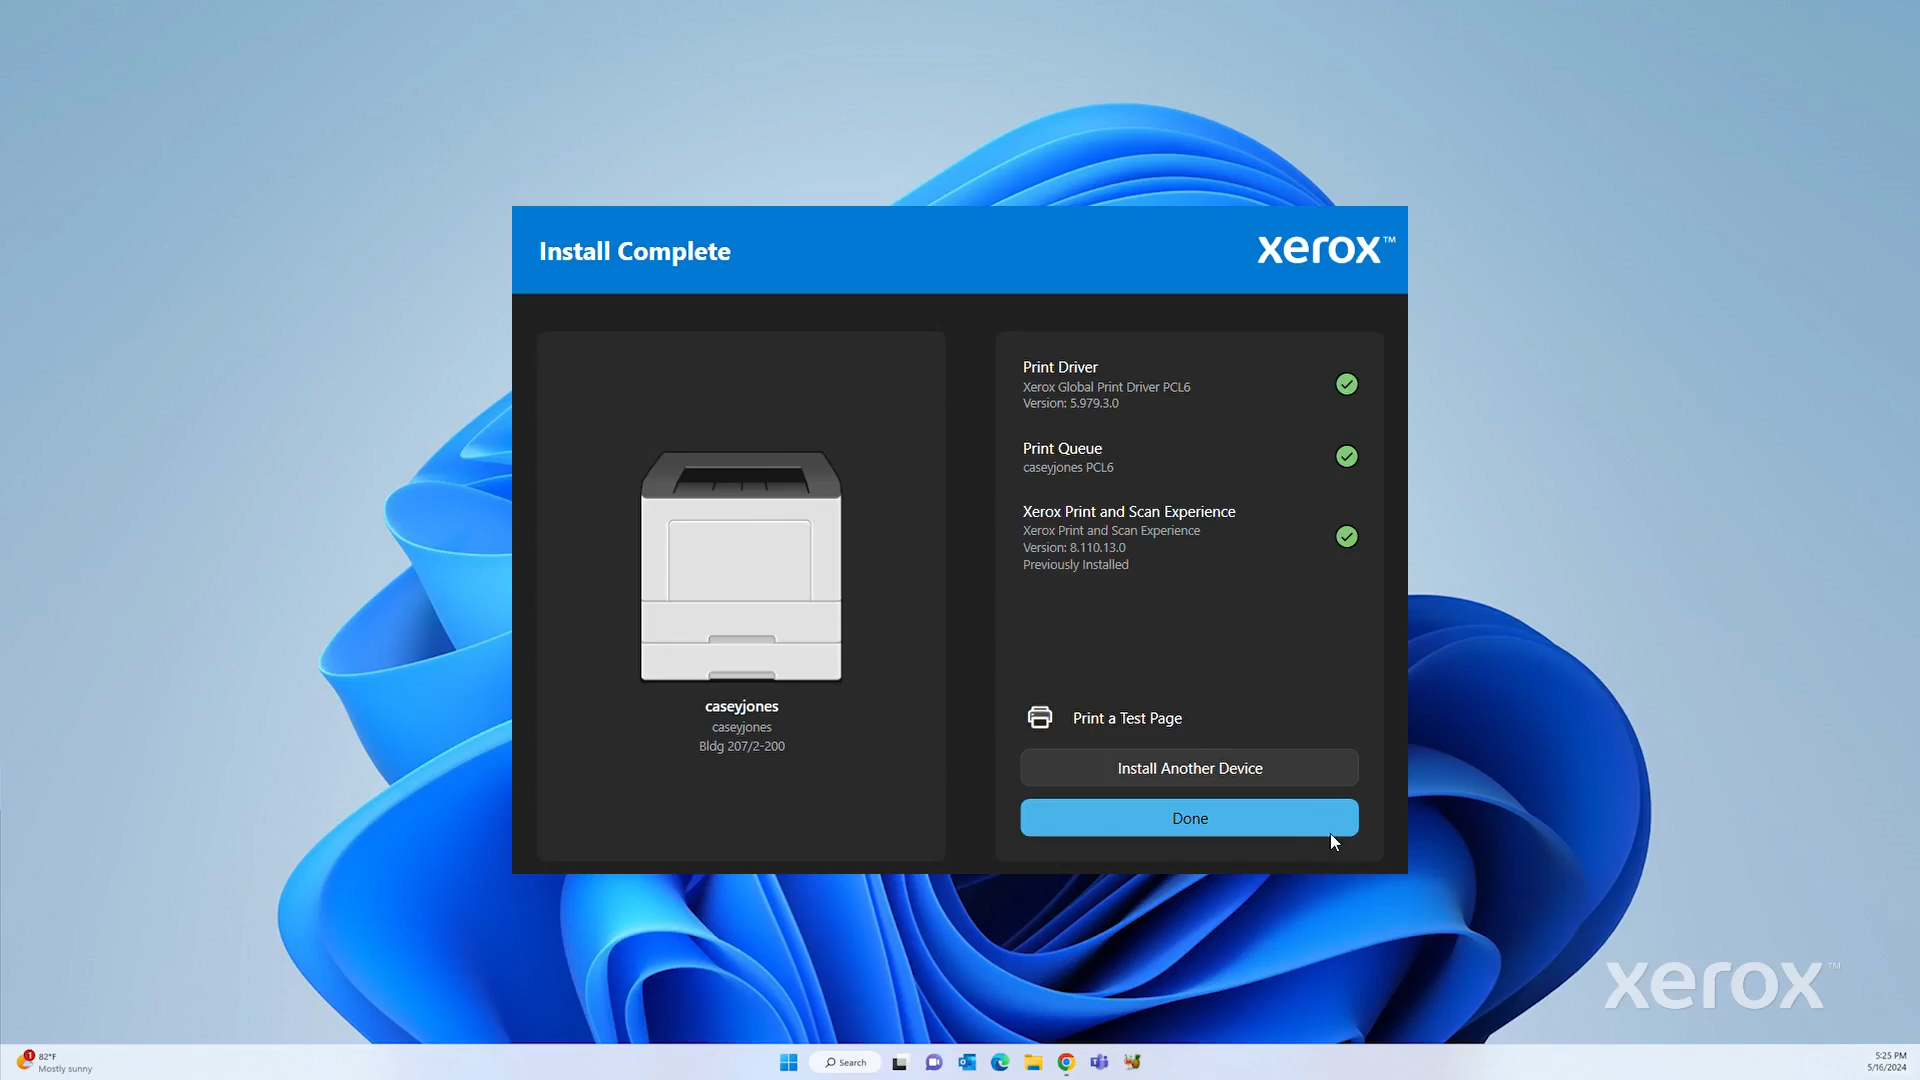 Install Complete
xerox™
Print Driver
Xerox Global Print Driver PCL6
Version: 5.979.3.0
Print Queue
caseyjones PCL6
Xerox Print and Scan Experience
Xerox Print and Scan Experience
Version: 8.110.13.0
Previously Installed
caseyjones
caseyjones
Bldg 207/2-200
Print a Test Page
Install Another Device
Done
xerox™
1
82°F
Mostly sunny
Search
5:25 PM
5/16/2024